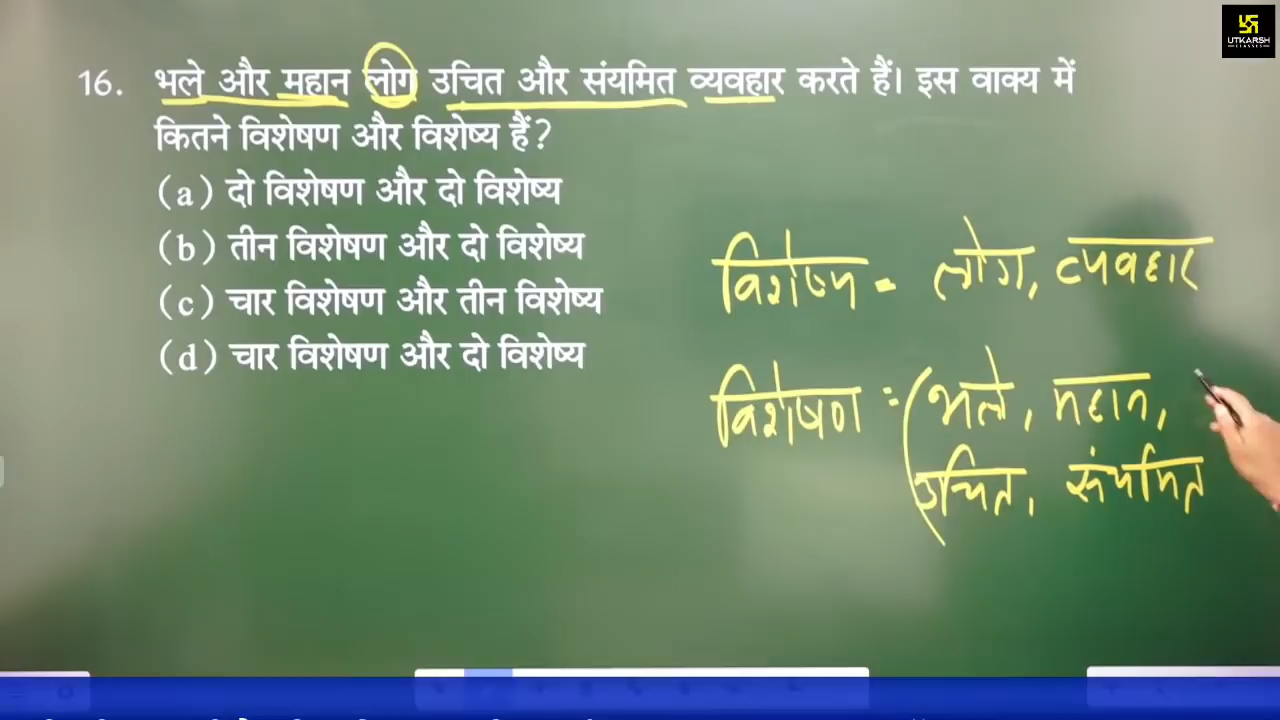 UTKARSH
CLASSES
16. भले और महान लोग उचित और संयमित व्यवहार करते हैं। इस वाक्य में
कितने विशेषण और विशेष्य हैं?
(a) दो विशेषण और दो विशेष्य
(b) तीन विशेषण और दो विशेष्य
(c) चार विशेषण और तीन विशेष्य
(d) चार विशेषण और दो विशेष्य
विशेष्य = लोग, व्यवहार
विशेषण = (भले, महान,
उचित, संयमित